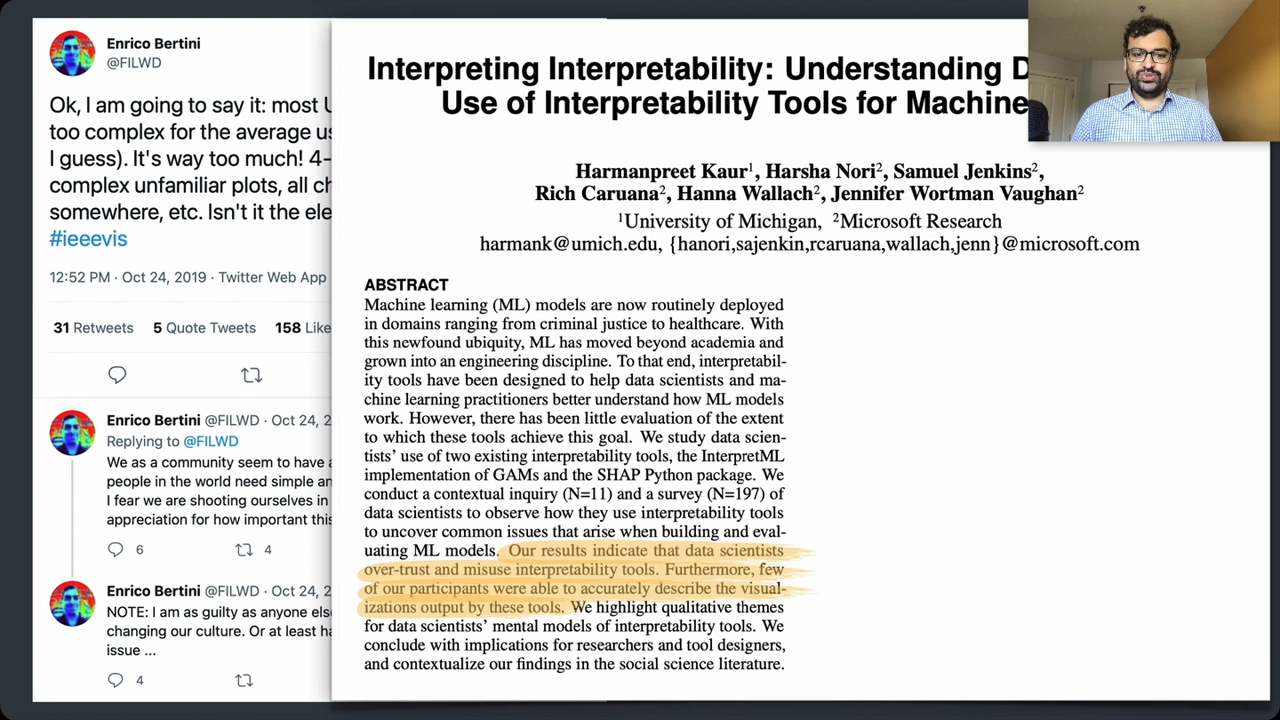 Enrico Bertini
@FILWD
Ok, I am going to say it: most
too complex for the average
I guess). It's way too much! 4-
complex unfamiliar plots, all
somewhere, etc. Isn't it the
#ieeevis
12:52 PM · Oct 24, 2019 · Twitter Web App
31 Retweets 5 Quote Tweets 158
Enrico Bertini @FILWD · Oct 24,
Replying to @FILWD
We as a community seem to have
people in the world need simple
I fear we are shooting ourselves in
appreciation for how important this
6 4
Enrico Bertini @FILWD · Oct 24,
NOTE: I am as guilty as anyone
changing our culture. Or at least
issue ...
4
Interpreting Interpretability: Understanding
Use of Interpretability Tools for Machine
Harmanpreet Kaur¹, Harsha Nori², Samuel Jenkins²,
Rich Caruana², Hanna Wallach², Jennifer Wortman Vaughan²
¹University of Michigan, ²Microsoft Research
harmank@umich.edu, {hanori,sajenkin,rcaruana,wallach,jenn}@microsoft.com
ABSTRACT
Machine learning (ML) models are now routinely deployed
in domains ranging from criminal justice to healthcare. With
this newfound ubiquity, ML has moved beyond academia and
grown into an engineering discipline. To that end, interpretabil-
ity tools have been designed to help data scientists and ma-
chine learning practitioners better understand how ML models
work. However, there has been little evaluation of the extent
to which these tools achieve this goal. We study data scien-
tists' use of two existing interpretability tools, the InterpretML
implementation of GAMs and the SHAP Python package. We
conduct a contextual inquiry (N=11) and a survey (N=197) of
data scientists to observe how they use interpretability tools
to uncover common issues that arise when building and eval-
uating ML models. Our results indicate that data scientists
over-trust and misuse interpretability tools. Furthermore, few
of our participants were able to accurately describe the visual-
izations output by these tools. We highlight qualitative themes
for data scientists' mental models of interpretability tools. We
conclude with implications for researchers and tool designers,
and contextualize our findings in the social science literature.